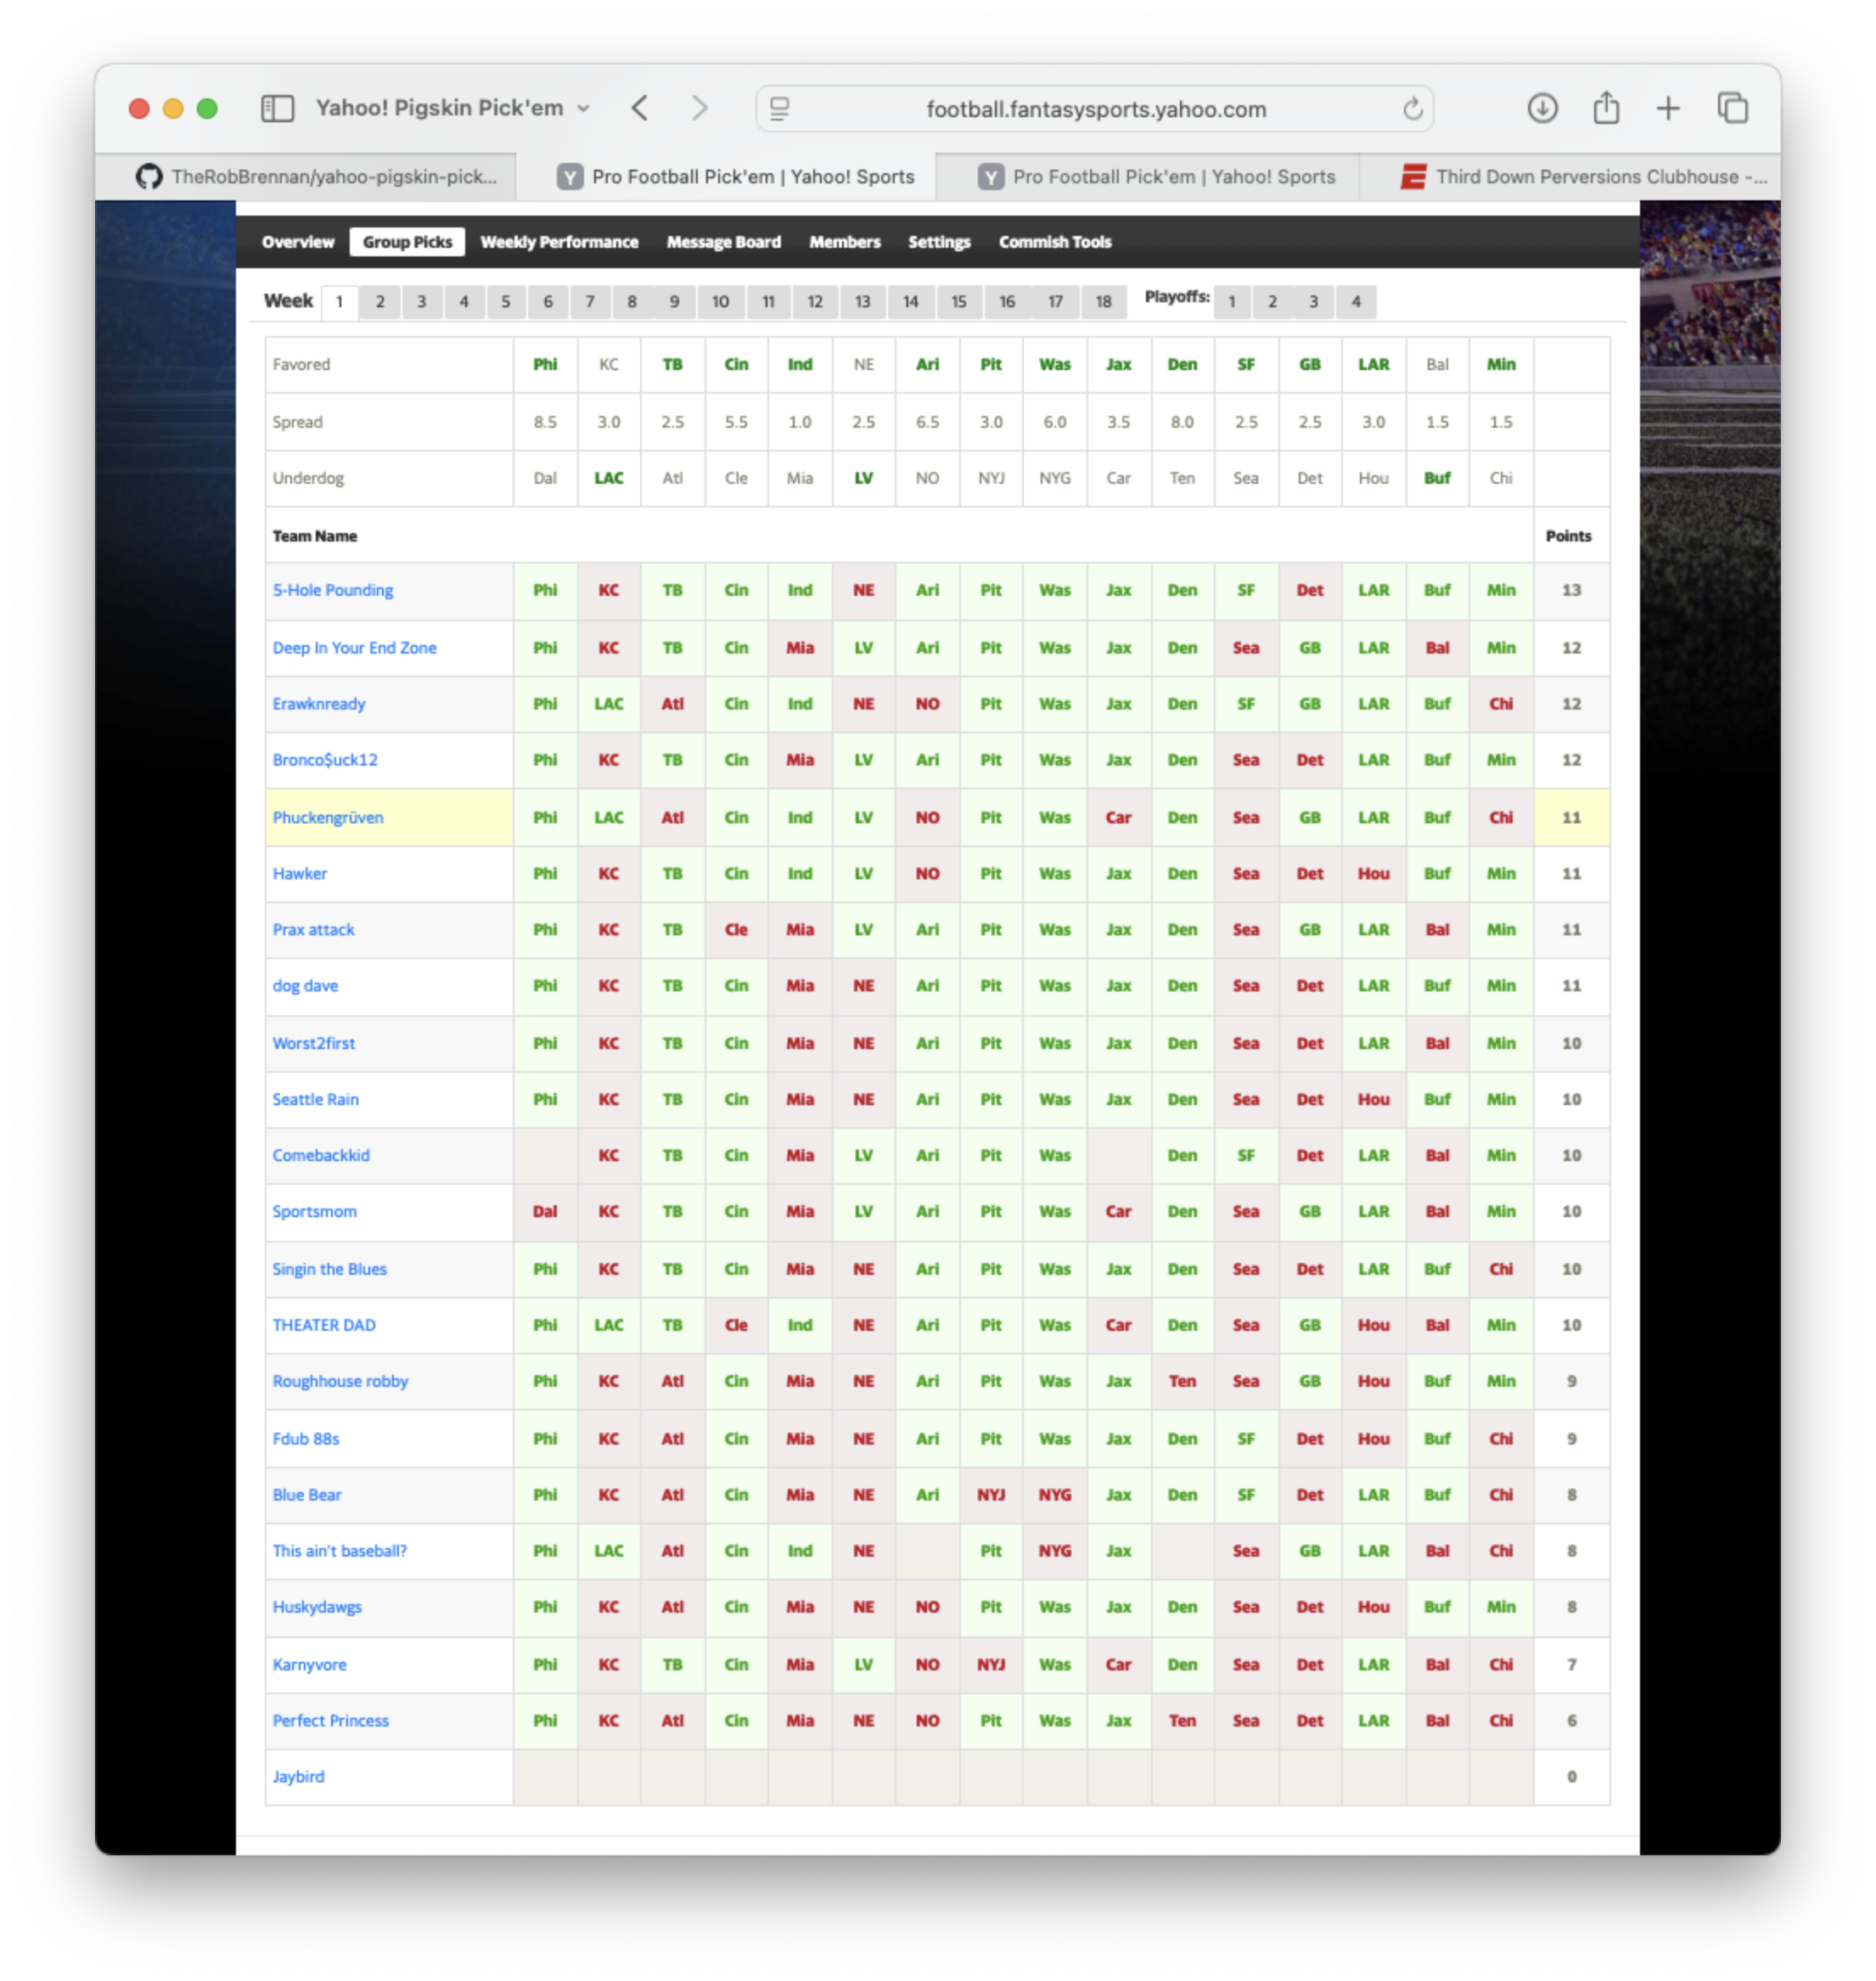 Yahoo! Pigskin Pick'em
football.fantasysports.yahoo.com
TheRobBrennan/yahoo-pigskin-pick...
Y Pro Football Pick'em | Yahoo! Sports
Y Pro Football Pick'em | Yahoo! Sports
Third Down Perversions Clubhouse -...
Overview Group Picks Weekly Performance Message Board Members Settings Commish Tools
Week 1 2 3 4 5 6 7 8 9 10 11 12 13 14 15 16 17 18 Playoffs: 1 2 3 4
Favored Phi KC TB Cin Ind NE Ari Pit Was Jax Den SF GB LAR Bal Min
Spread 8.5 3.0 2.5 5.5 1.0 2.5 6.5 3.0 6.0 3.5 8.0 2.5 2.5 3.0 1.5 1.5
Underdog Dal LAC Atl Cle Mia LV NO NYJ NYG Car Ten Sea Det Hou Buf Chi
Team Name Points
5-Hole Pounding Phi KC TB Cin Ind NE Ari Pit Was Jax Den SF Det LAR Buf Min 13
Deep In Your End Zone Phi KC TB Cin Mia LV Ari Pit Was Jax Den Sea GB LAR Bal Min 12
Erawknready Phi LAC Atl Cin Ind NE NO Pit Was Jax Den SF GB LAR Buf Chi 12
Bronco$uck12 Phi KC TB Cin Mia LV Ari Pit Was Jax Den Sea Det LAR Buf Min 12
Phuckengrüven Phi LAC Atl Cin Ind LV NO Pit Was Car Den Sea GB LAR Buf Chi 11
Hawker Phi KC TB Cin Ind LV NO Pit Was Jax Den Sea Det Hou Buf Min 11
Prax attack Phi KC TB Cle Mia LV Ari Pit Was Jax Den Sea GB LAR Bal Min 11
dog dave Phi KC TB Cin Mia NE Ari Pit Was Jax Den Sea Det LAR Buf Min 11
Worst2first Phi KC TB Cin Mia NE Ari Pit Was Jax Den Sea Det LAR Bal Min 10
Seattle Rain Phi KC TB Cin Mia NE Ari Pit Was Jax Den Sea Det Hou Buf Min 10
Comebackkid KC TB Cin Mia LV Ari Pit Was Den SF Det LAR Bal Min 10
Sportsmom Dal KC TB Cin Mia LV Ari Pit Was Car Den Sea GB LAR Bal Min 10
Singin the Blues Phi KC TB Cin Mia NE Ari Pit Was Jax Den Sea Det LAR Buf Chi 10
THEATER DAD Phi LAC TB Cle Ind NE Ari Pit Was Car Den Sea GB Hou Bal Min 10
Roughhouse robby Phi KC Atl Cin Mia NE Ari Pit Was Jax Ten Sea GB Hou Buf Min 9
Fdub 88s Phi KC Atl Cin Mia NE Ari Pit Was Jax Den SF Det Hou Buf Chi 9
Blue Bear Phi KC Atl Cin Mia NE Ari NYJ NYG Jax Den SF Det LAR Buf Chi 8
This ain't baseball? Phi LAC Atl Cin Ind NE Pit NYG Jax Sea GB LAR Bal Chi 8
Huskydawgs Phi KC Atl Cin Mia NE NO Pit Was Jax Den Sea Det Hou Buf Min 8
Karnyvore Phi KC TB Cin Mia LV NO NYJ Was Car Den Sea Det LAR Bal Chi 7
Perfect Princess Phi KC Atl Cin Mia NE NO Pit Was Jax Ten Sea Det LAR Bal Chi 6
Jaybird 0